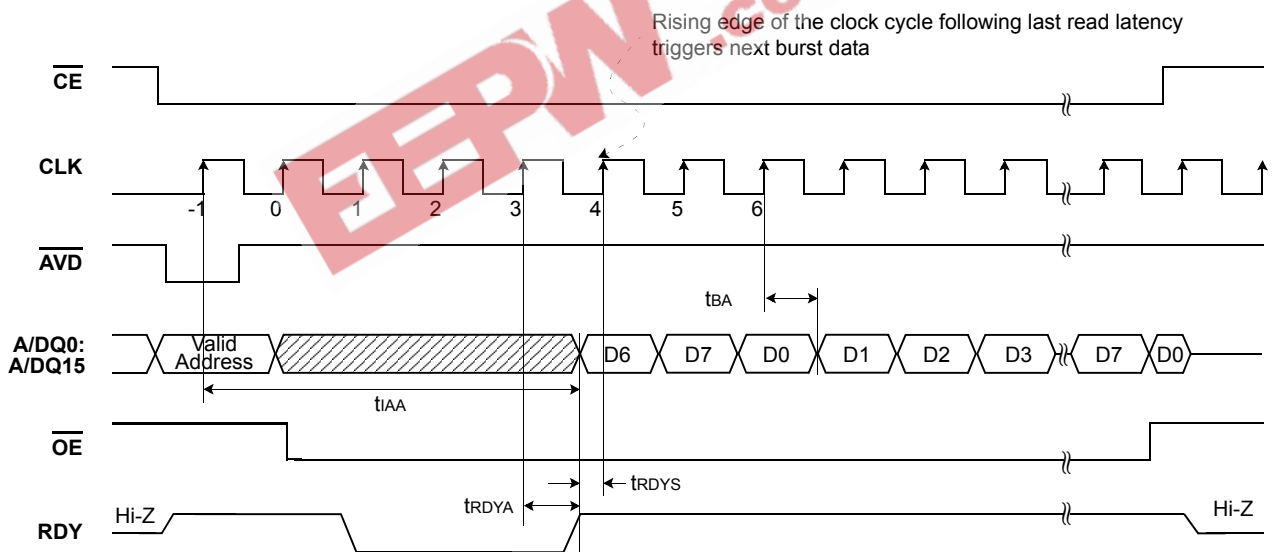 Rising edge of the clock cycle following last read latency
triggers next burst data
EEPW .co
CE
CLK
-1 0 1 2 3 4 5 6
AVD
tBA
A/DQ0:
A/DQ15
Valid
Address
D6 D7 D0 D1 D2 D3 D7 D0
tIAA
OE
tRDYS
tRDYA
Hi-Z
Hi-Z
RDY